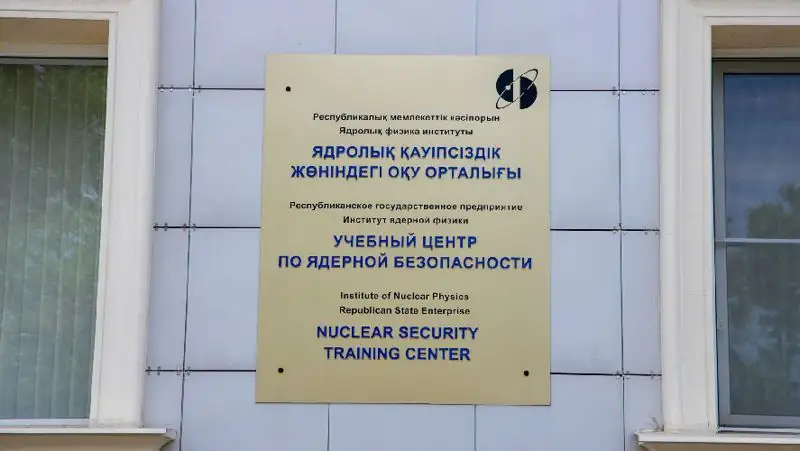 Республикалық мемлекеттік кәсіпорын
Ядролық физика институты
ЯДРОЛЫҚ ҚАУІПСІЗДІК
ЖӨНІНДЕГІ ОҚУ ОРТАЛЫҒЫ
Республиканское государственное предприятие
Институт ядерной физики
УЧЕБНЫЙ ЦЕНТР
ПО ЯДЕРНОЙ БЕЗОПАСНОСТИ
Institute of Nuclear Physics
Republican State Enterprise
NUCLEAR SECURITY
TRAINING CENTER